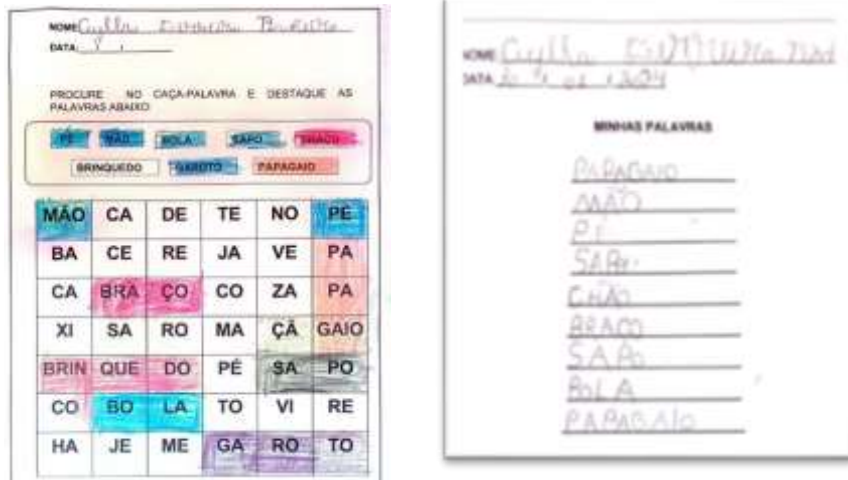 NOME:
DATA:
PROCURE NO CAÇA-PALAVRA E DESTAQUE AS
PALAVRAS ABAIXO
PÉ MÃO BOLA SAPO BRAÇO
BRINQUEDO GAROTO PAPAGAIO
MÃO CA DE TE NO PÉ
BA CE RE JA VE PA
CA BRA ÇO CO ZA PA
XI SA RO MA ÇÃ GAIO
BRIN QUE DO PÉ SA PO
CO BO LA TO VI RE
HA JE ME GA RO TO
NOME
DATA
MINHAS PALAVRAS
PAPAGAIO
MÃO
PÉ
SAPO
CHÃO
BRAÇO
SAPO
BOLA
PAPAGAIO